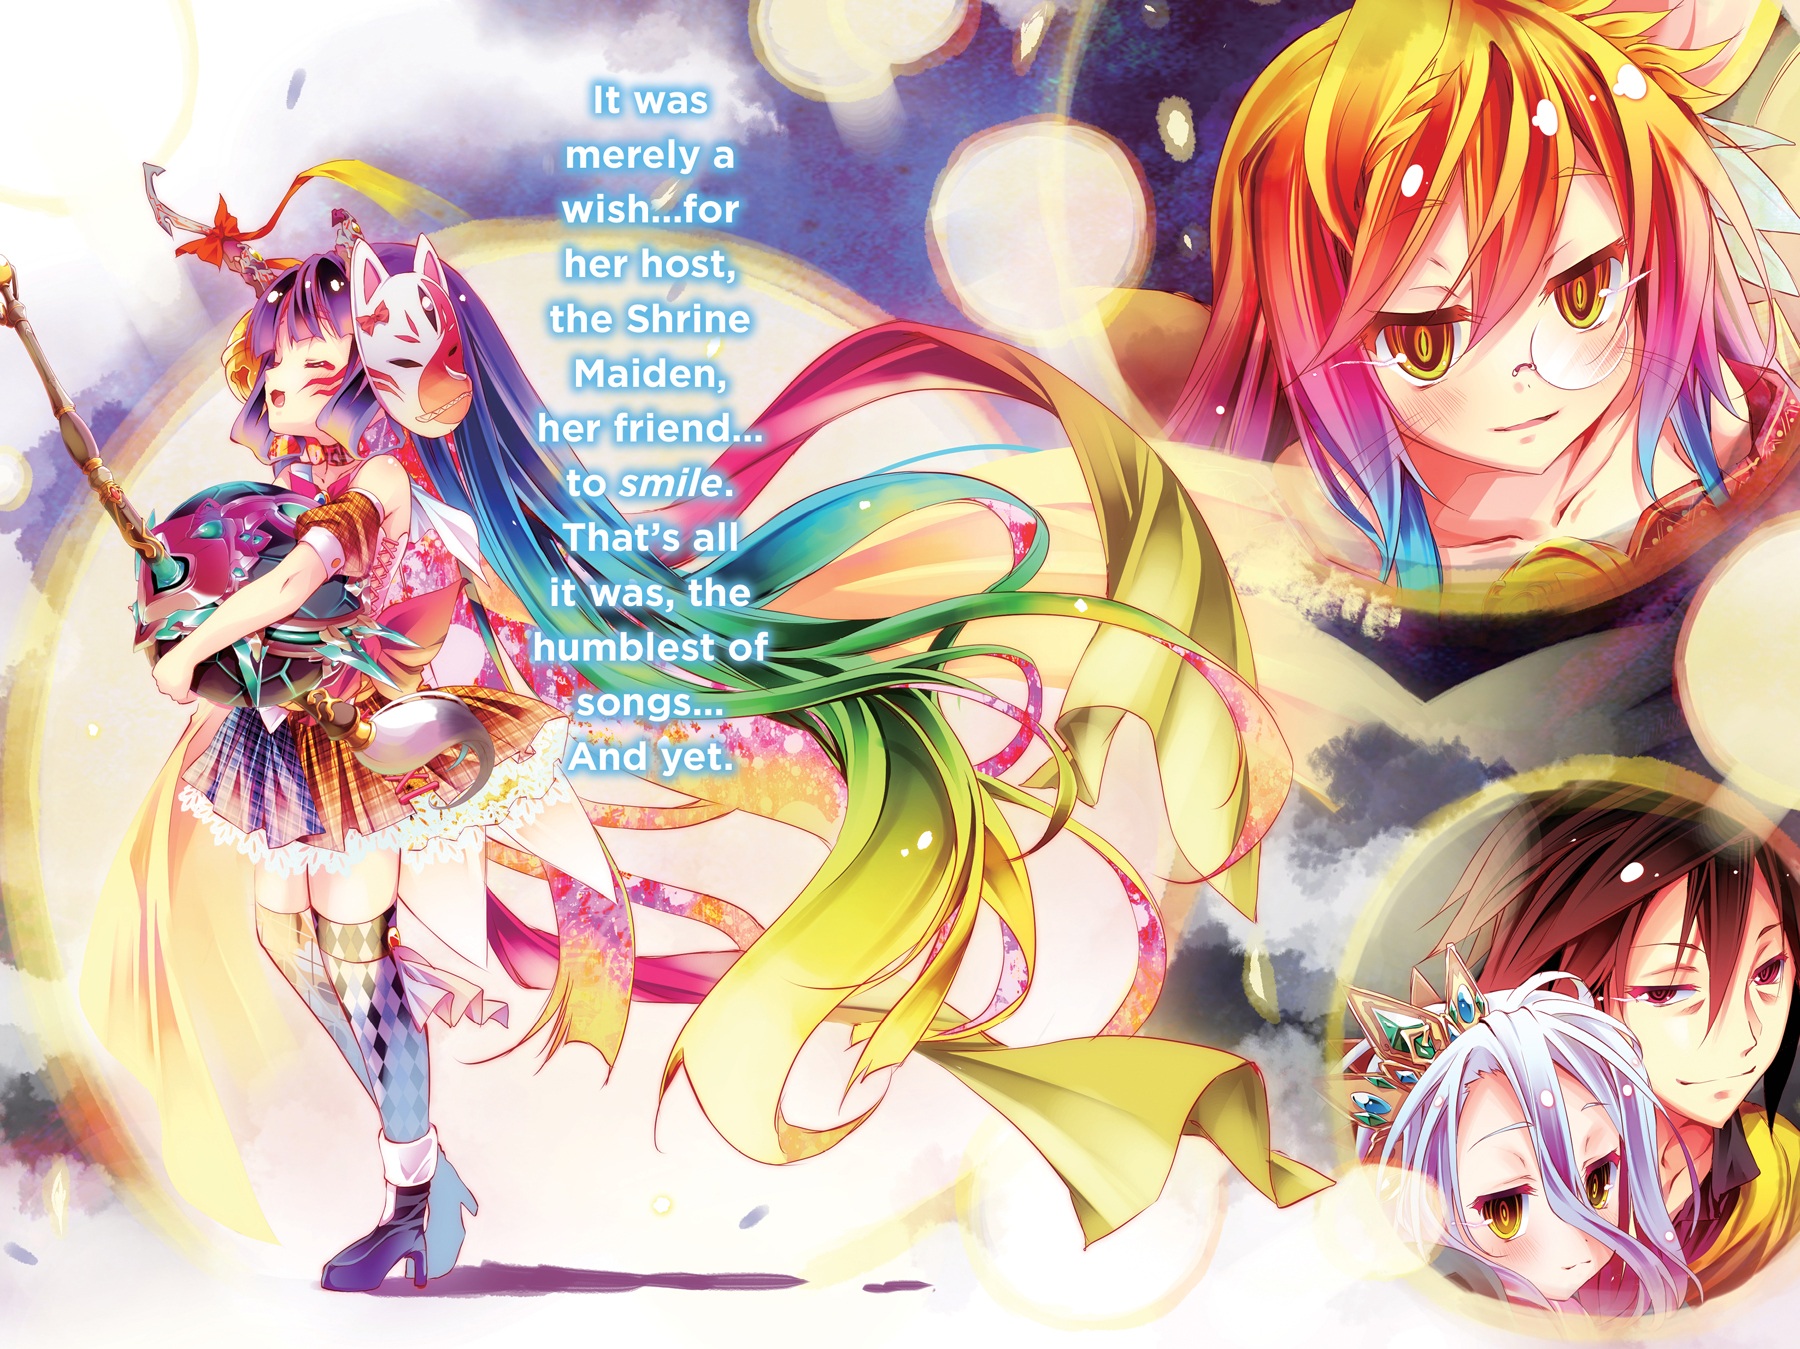 It was
merely a
wish...for
her host,
the Shrine
Maiden,
her friend...
to smile.
That's all
it was, the
humblest of
songs...
And yet.